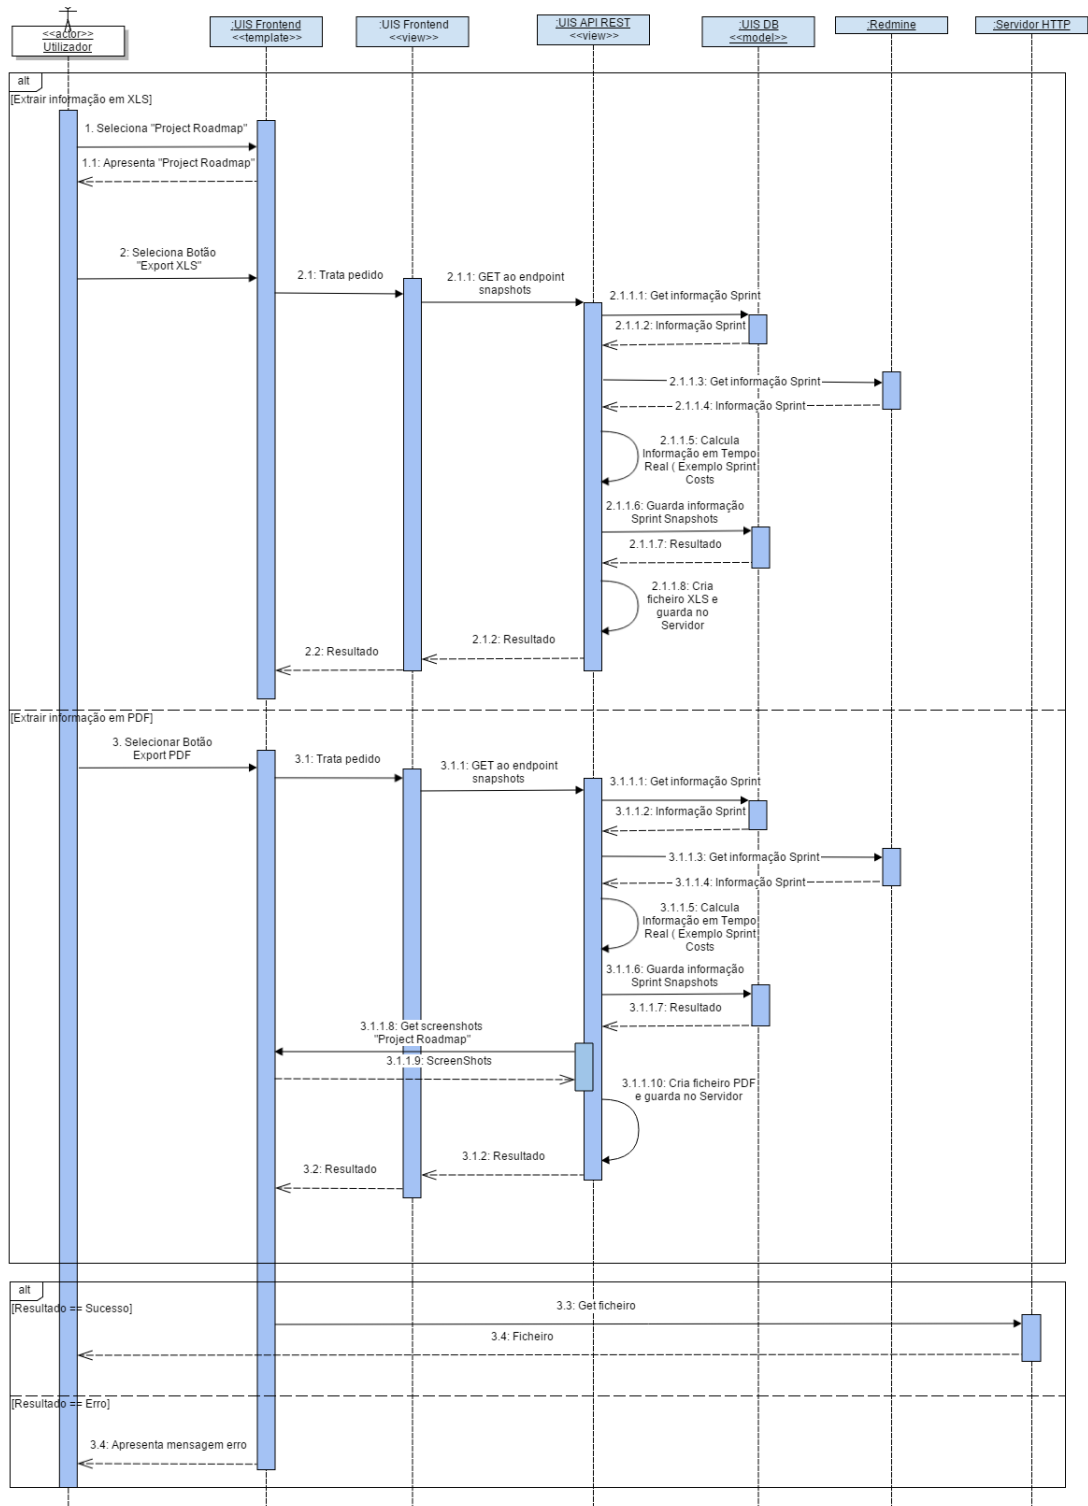 <<actor>>
Utilizador
:UIS Frontend
<<template>>
:UIS Frontend
<<view>>
:UIS API REST
<<view>>
:UIS DB
<<model>>
:Redmine
:Servidor HTTP
alt
[Extrair informação em XLS]
1. Seleciona "Project Roadmap"
1.1: Apresenta "Project Roadmap"
2: Seleciona Botão
"Export XLS"
2.1: Trata pedido
2.1.1: GET ao endpoint
snapshots
2.1.1.1: Get informação Sprint
2.1.1.2: Informação Sprint
2.1.1.3: Get informação Sprint
2.1.1.4: Informação Sprint
2.1.1.5: Calcula
Informação em Tempo
Real ( Exemplo Sprint
Costs
2.1.1.6: Guarda informação
Sprint Snapshots
2.1.1.7: Resultado
2.1.1.8: Cria
ficheiro XLS e
guarda no
Servidor
2.1.2: Resultado
2.2: Resultado
[Extrair informação em PDF]
3. Selecionar Botão
Export PDF
3.1: Trata pedido
3.1.1: GET ao endpoint
snapshots
3.1.1.1: Get informação Sprint
3.1.1.2: Informação Sprint
3.1.1.3: Get informação Sprint
3.1.1.4: Informação Sprint
3.1.1.5: Calcula
Informação em Tempo
Real ( Exemplo Sprint
Costs
3.1.1.6: Guarda informação
Sprint Snapshots
3.1.1.7: Resultado
3.1.1.8: Get screenshots
"Project Roadmap"
3.1.1.9: ScreenShots
3.1.1.10: Cria ficheiro PDF
e guarda no Servidor
3.1.2: Resultado
3.2: Resultado
alt
[Resultado == Sucesso]
3.3: Get ficheiro
3.4: Ficheiro
[Resultado == Erro]
3.4: Apresenta mensagem erro